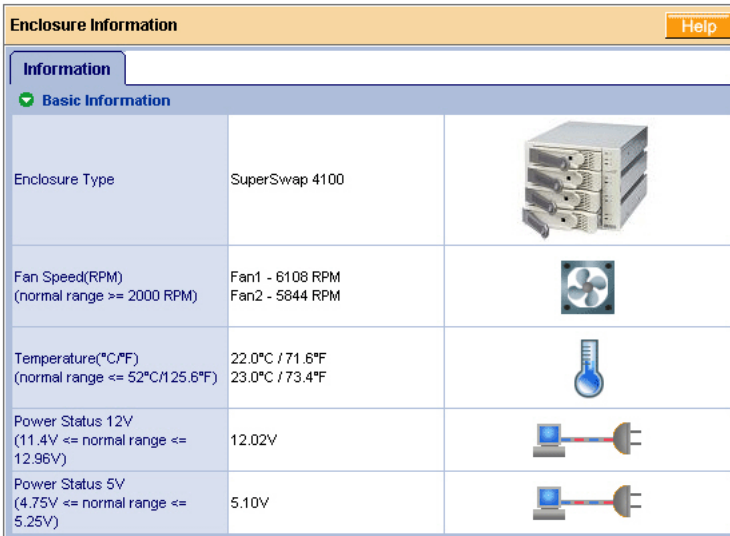 Enclosure Information
Help
Information
Basic Information
Enclosure Type
SuperSwap 4100
Fan Speed(RPM)
(normal range >= 2000 RPM)
Fan1 - 6108 RPM
Fan2 - 5844 RPM
Temperature(°C/°F)
(normal range <= 52°C/125.6°F)
22.0°C / 71.6°F
23.0°C / 73.4°F
Power Status 12V
(11.4V <= normal range <=
12.96V)
12.02V
Power Status 5V
(4.75V <= normal range <=
5.25V)
5.10V